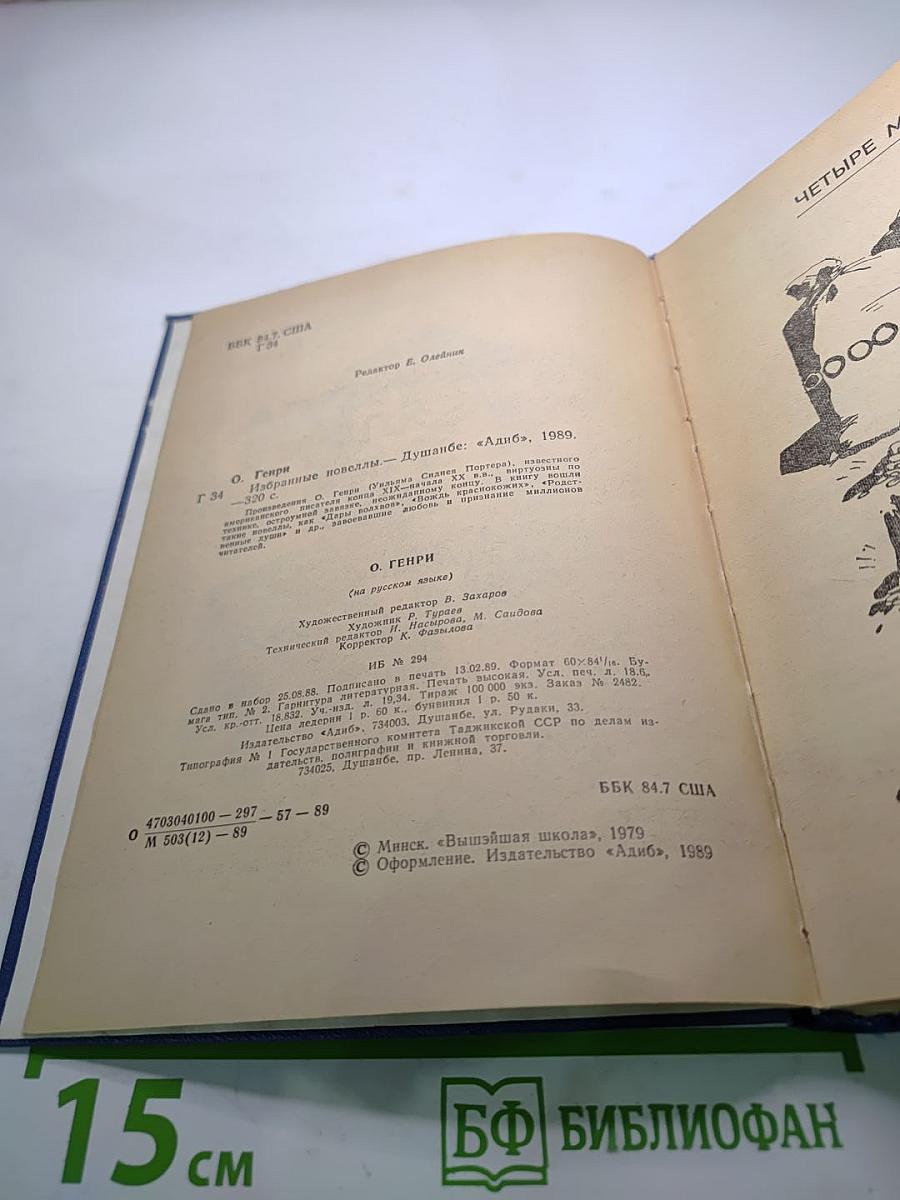 ББК 84.7. США
Г 34
Редактор Е. Олейник
О. Генри
Г 34 Избранные новеллы.— Душанбе: «Адиб», 1989.
—320 с.
Произведения О. Генри (Уильяма Сиднея Портера), известного
американского писателя конца XIX—начала XX в.в., виртуозны по
технике, остроумной завязке, неожиданному концу. В книгу вошли
такие новеллы, как «Дары волхвов», «Вождь краснокожих», «Родст-
венные души» и др., завоевавшие любовь и признание миллионов
читателей.
О. ГЕНРИ
(на русском языке)
Художественный редактор В. Захаров
Художник Р. Тураев
Технический редактор И. Насырова, М. Саидова
Корректор К. Фазылова
ИБ № 294
Сдано в набор 25.08.88. Подписано в печать 13.02.89. Формат 60×84¹/₁₆. Бу-
мага тип. № 2. Гарнитура литературная. Печать высокая. Усл. печ. л. 18.6,
Усл. кр.-отт. 18.832. Уч.-изд. л. 19,34. Тираж 100 000 экз. Заказ № 2482.
Цена ледерин 1 р. 60 к., бунвинил 1 р. 50 к.
Издательство «Адиб», 734003, Душанбе, ул. Рудаки, 33.
Типография № 1 Государственного комитета Таджикской ССР по делам из-
дательств, полиграфии и книжной торговли.
734025, Душанбе, пр. Ленина, 37.
О 4703040100 — 297 — 57 — 89
М 503(12) — 89
ББК 84.7 США
© Минск. «Вышэйшая школа», 1979
© Оформление. Издательство «Адиб», 1989
ЧЕТЫРЕ
15 см
БФ БИБЛИОФАН